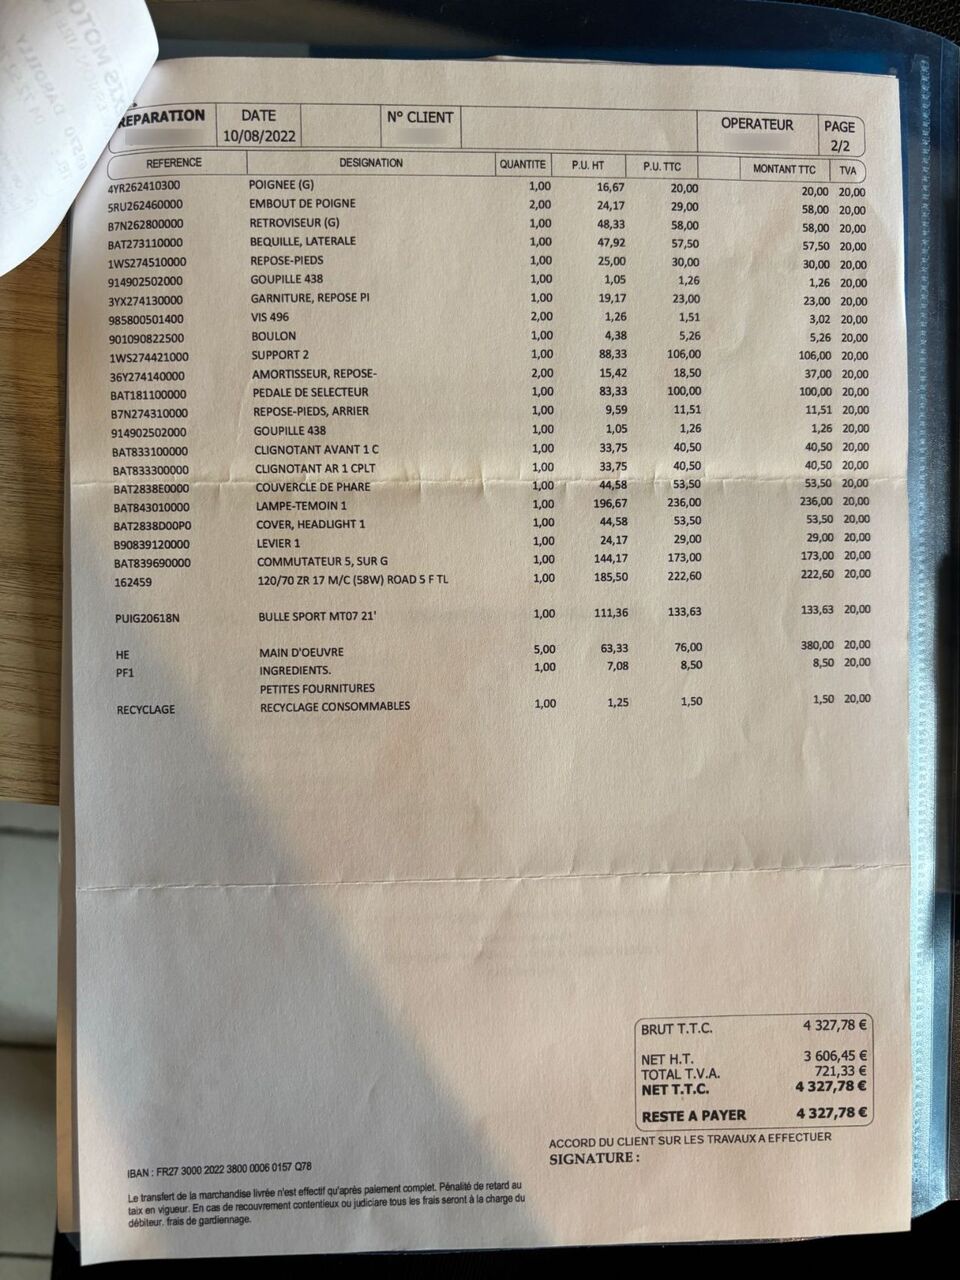 REPARATION DATE N° CLIENT OPERATEUR PAGE
10/08/2022 2/2
REFERENCE DESIGNATION QUANTITE P.U. HT P.U. TTC MONTANT TTC TVA
4YR262410300 POIGNEE (G) 1,00 16,67 20,00 20,00 20,00
5RU262460000 EMBOUT DE POIGNE 2,00 24,17 29,00 58,00 20,00
B7N262800000 RETROVISEUR (G) 1,00 48,33 58,00 58,00 20,00
BAT273110000 BEQUILLE, LATERALE 1,00 47,92 57,50 57,50 20,00
1WS274510000 REPOSE-PIEDS 1,00 25,00 30,00 30,00 20,00
914902502000 GOUPILLE 438 1,00 1,05 1,26 1,26 20,00
3YX274130000 GARNITURE, REPOSE PI 1,00 19,17 23,00 23,00 20,00
985800501400 VIS 496 2,00 1,26 1,51 3,02 20,00
901090822500 BOULON 1,00 4,38 5,26 5,26 20,00
1WS274421000 SUPPORT 2 1,00 88,33 106,00 106,00 20,00
36Y274140000 AMORTISSEUR, REPOSE- 2,00 15,42 18,50 37,00 20,00
BAT181100000 PEDALE DE SELECTEUR 1,00 83,33 100,00 100,00 20,00
B7N274310000 REPOSE-PIEDS, ARRIER 1,00 9,59 11,51 11,51 20,00
914902502000 GOUPILLE 438 1,00 1,05 1,26 1,26 20,00
BAT833100000 CLIGNOTANT AVANT 1 C 1,00 33,75 40,50 40,50 20,00
BAT833300000 CLIGNOTANT AR 1 CPLT 1,00 33,75 40,50 40,50 20,00
BAT2838E0000 COUVERCLE DE PHARE 1,00 44,58 53,50 53,50 20,00
BAT843010000 LAMPE-TEMOIN 1 1,00 196,67 236,00 236,00 20,00
BAT2838D00P0 COVER, HEADLIGHT 1 1,00 44,58 53,50 53,50 20,00
B90839120000 LEVIER 1 1,00 24,17 29,00 29,00 20,00
BAT839690000 COMMUTATEUR 5, SUR G 1,00 144,17 173,00 173,00 20,00
162459 120/70 ZR 17 M/C (58W) ROAD 5 F TL 1,00 185,50 222,60 222,60 20,00
PUIG20618N BULLE SPORT MT07 21' 1,00 111,36 133,63 133,63 20,00
HE MAIN D'OEUVRE 5,00 63,33 76,00 380,00 20,00
PF1 INGREDIENTS. 1,00 7,08 8,50 8,50 20,00
PETITES FOURNITURES
RECYCLAGE RECYCLAGE CONSOMMABLES 1,00 1,25 1,50 1,50 20,00
BRUT T.T.C. 4 327,78 €
NET H.T. 3 606,45 €
TOTAL T.V.A. 721,33 €
NET T.T.C. 4 327,78 €
RESTE A PAYER 4 327,78 €
ACCORD DU CLIENT SUR LES TRAVAUX A EFFECTUER
SIGNATURE :
IBAN : FR27 3000 2022 3800 0006 0157 Q78
Le transfert de la marchandise livrée n'est effectif qu'après paiement complet. Pénalité de retard au
taix en vigueur. En cas de recouvrement contentieux ou judiciare tous les frais seront à la charge du
débiteur. frais de gardiennage.